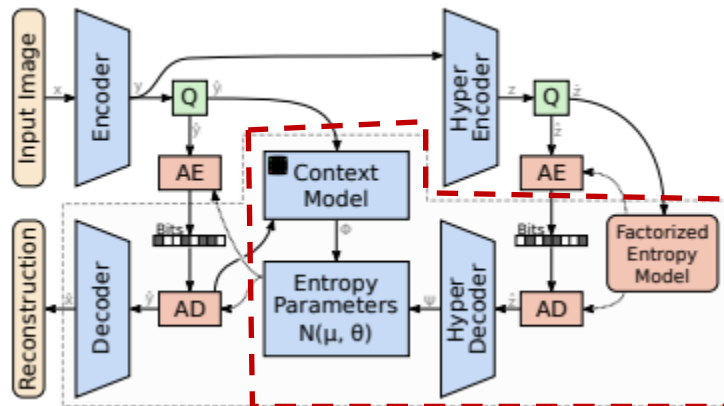 Input Image
x
Encoder
y
Q
ŷ
ŷ
AE
Bits
AD
ŷ
Decoder
x̂
Reconstruction
Context
Model
Φ
Entropy
Parameters
N(μ, θ)
Ψ
Hyper
Encoder
z
Q
ẑ
ẑ
AE
Bits
AD
ẑ
Hyper
Decoder
Factorized
Entropy
Model